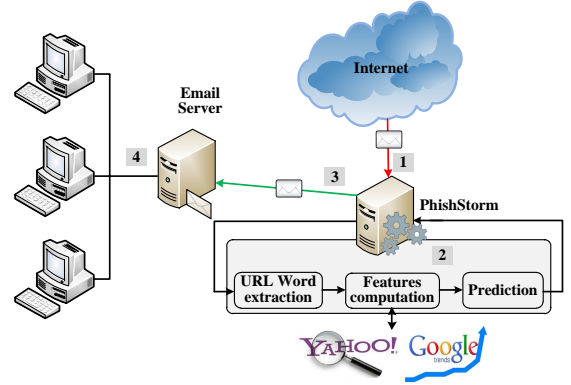 Internet
Email
Server
4
3
1
PhishStorm
2
URL Word
extraction
Features
computation
Prediction
YAHOO!
Google
trends